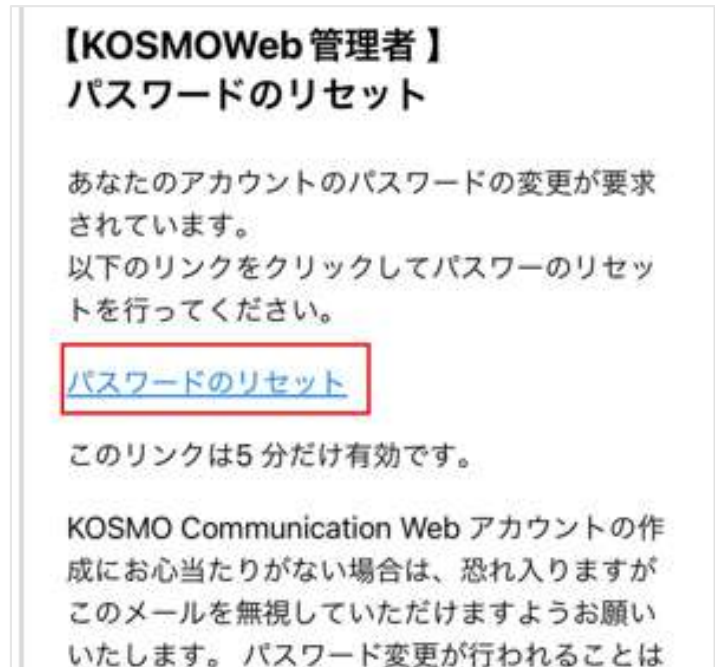 【KOSMOWeb管理者 】
パスワードのリセット
あなたのアカウントのパスワードの変更が要求
されています。
以下のリンクをクリックしてパスワーのリセッ
トを行ってください。
パスワードのリセット
このリンクは5 分だけ有効です。
KOSMO Communication Web アカウントの作
成にお心当たりがない場合は、恐れ入りますが
このメールを無視していただけますようお願い
いたします。 パスワード変更が行われることは